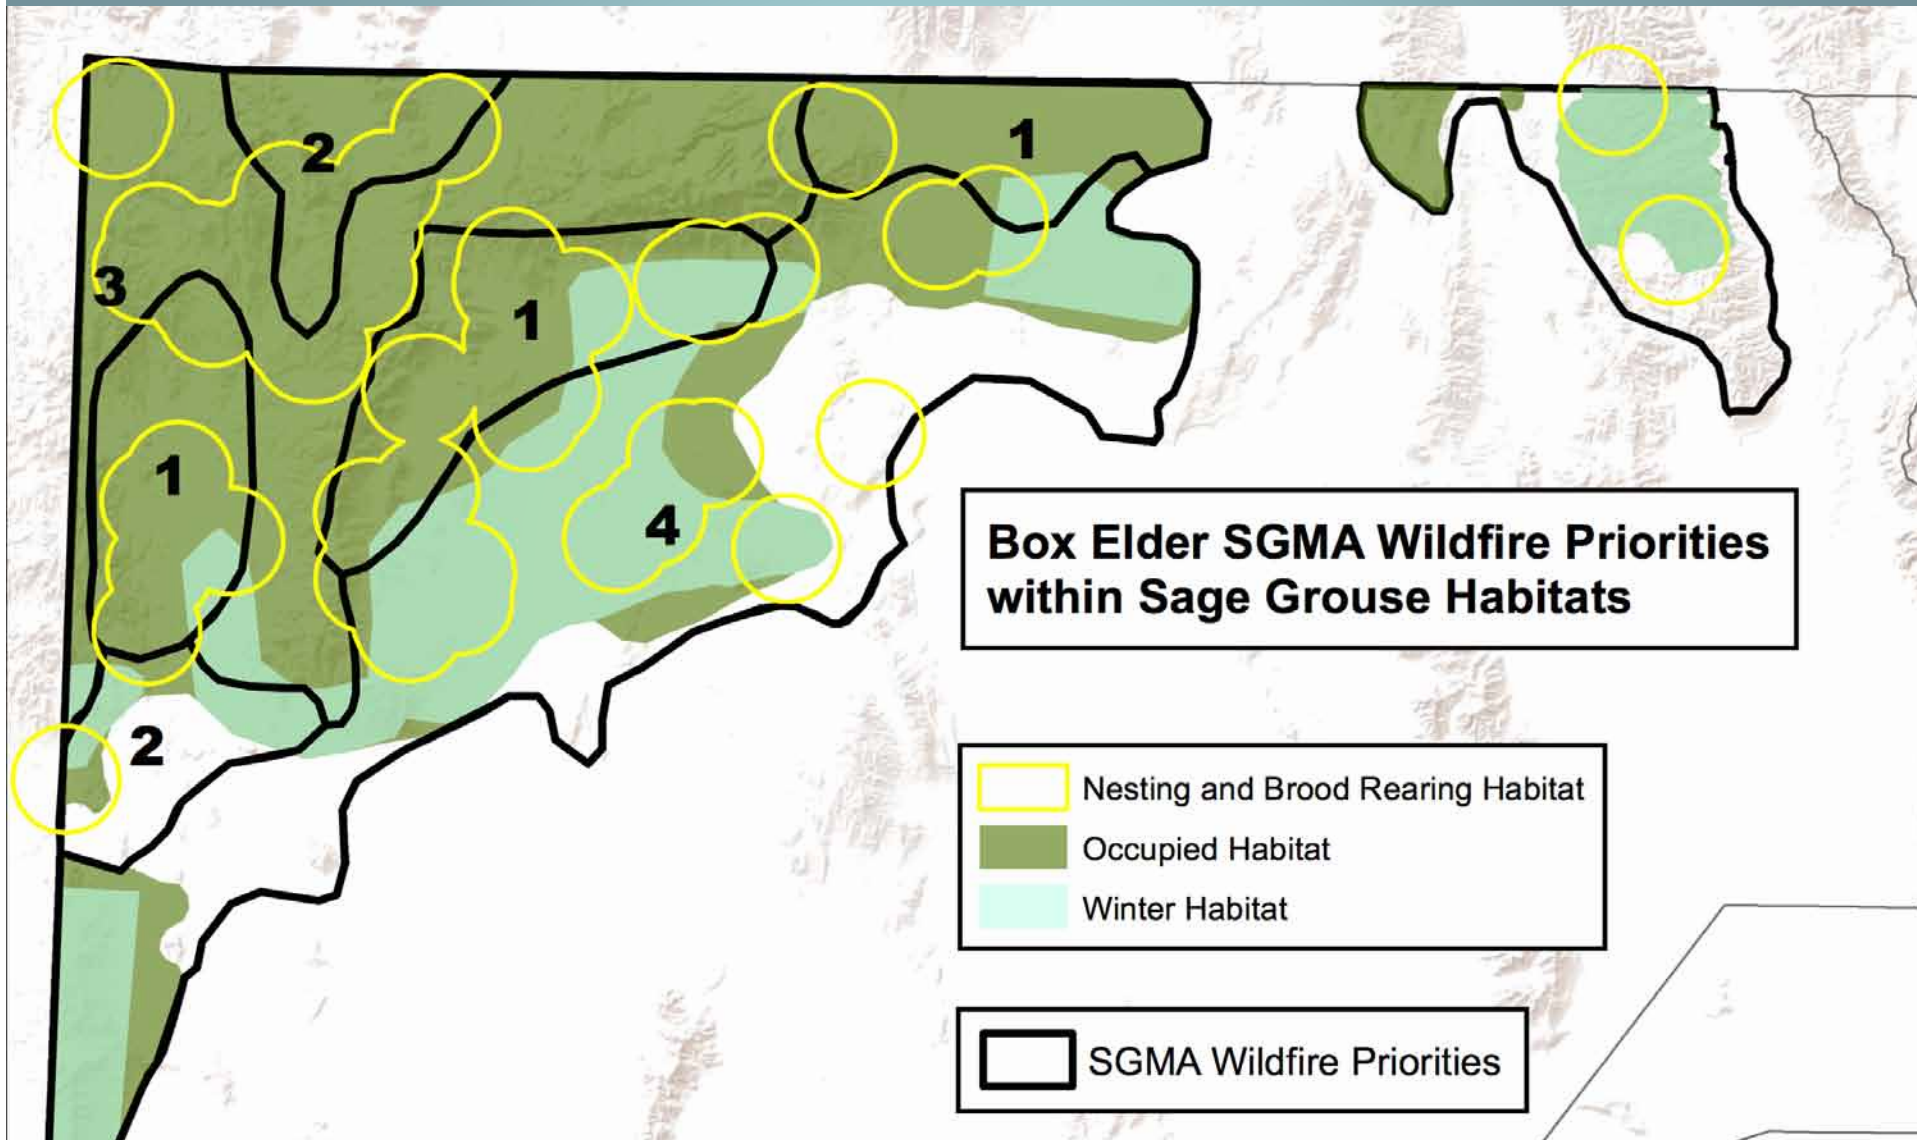 2
1
3
1
1
4
2
Box Elder SGMA Wildfire Priorities
within Sage Grouse Habitats
Nesting and Brood Rearing Habitat
Occupied Habitat
Winter Habitat
SGMA Wildfire Priorities